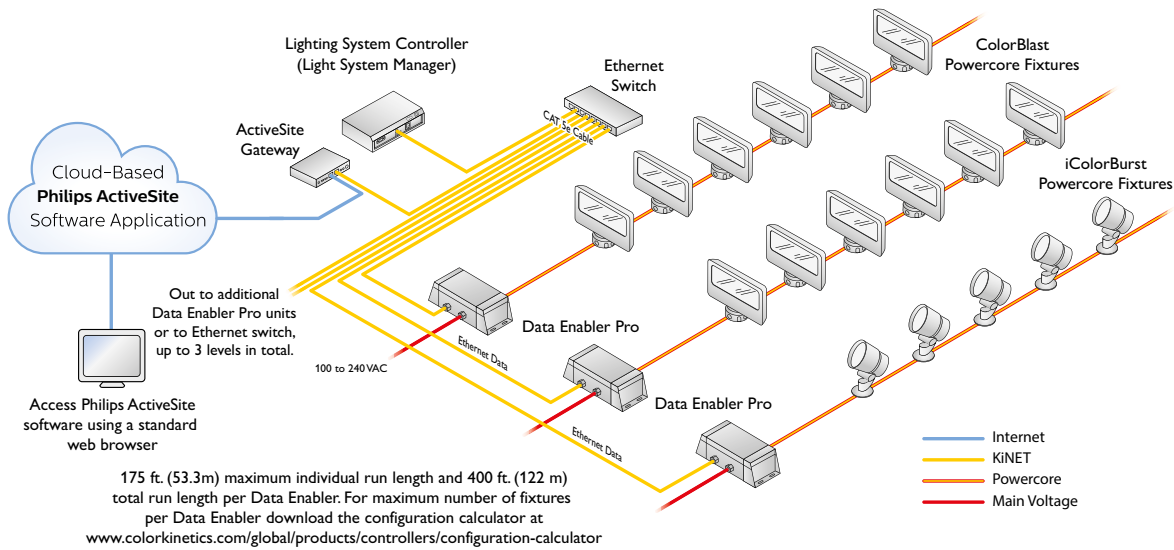 Lighting System Controller
(Light System Manager)
Ethernet
Switch
ColorBlast
Powercore Fixtures
CAT 5e Cable
ActiveSite
Gateway
Cloud-Based
Philips ActiveSite
Software Application
iColorBurst
Powercore Fixtures
Out to additional
Data Enabler Pro units
or to Ethernet switch,
up to 3 levels in total.
Data Enabler Pro
100 to 240 VAC
Ethernet Data
Data Enabler Pro
Ethernet Data
Access Philips ActiveSite
software using a standard
web browser
Internet
KiNET
Powercore
Main Voltage
175 ft. (53.3m) maximum individual run length and 400 ft. (122 m)
total run length per Data Enabler. For maximum number of fixtures
per Data Enabler download the configuration calculator at
www.colorkinetics.com/global/products/controllers/configuration-calculator